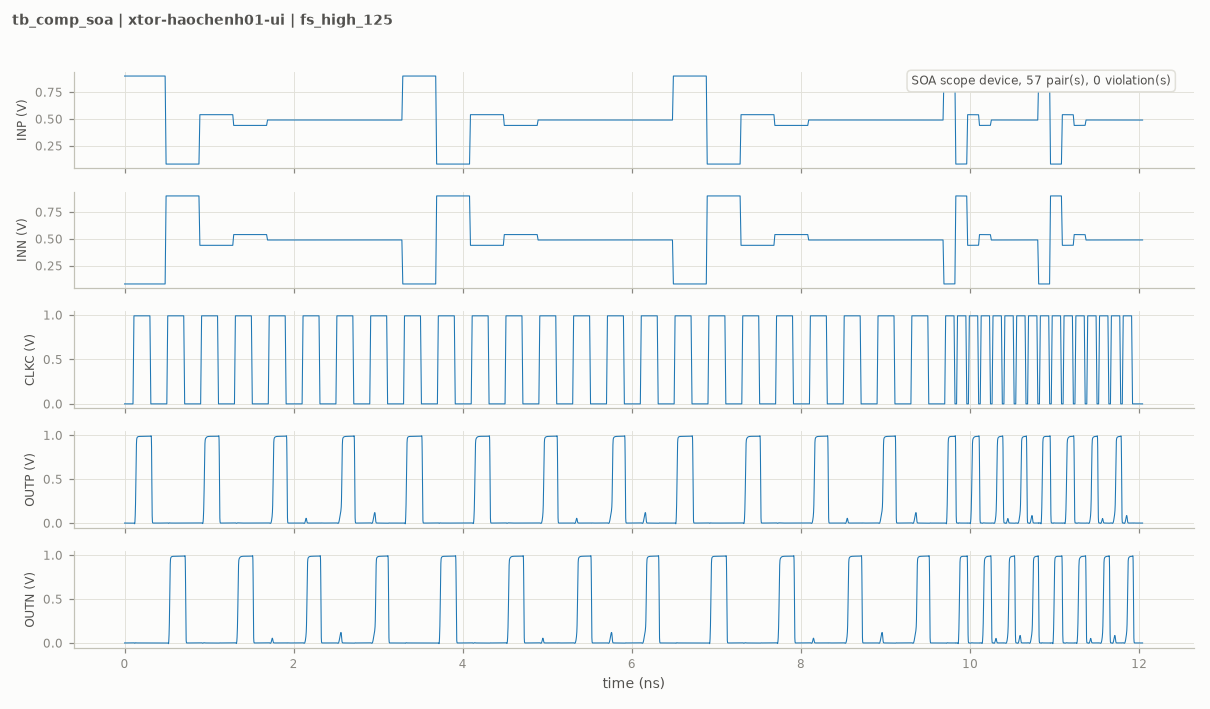 tb_comp_soa | xtor-haochenh01-ui | fs_high_125
SOA scope device, 57 pair(s), 0 violation(s)
INP (V)
0.75
0.50
0.25
INN (V)
0.75
0.50
0.25
CLKC (V)
1.0
0.5
0.0
OUTP (V)
1.0
0.5
0.0
OUTN (V)
1.0
0.5
0.0
0 2 4 6 8 10 12
time (ns)